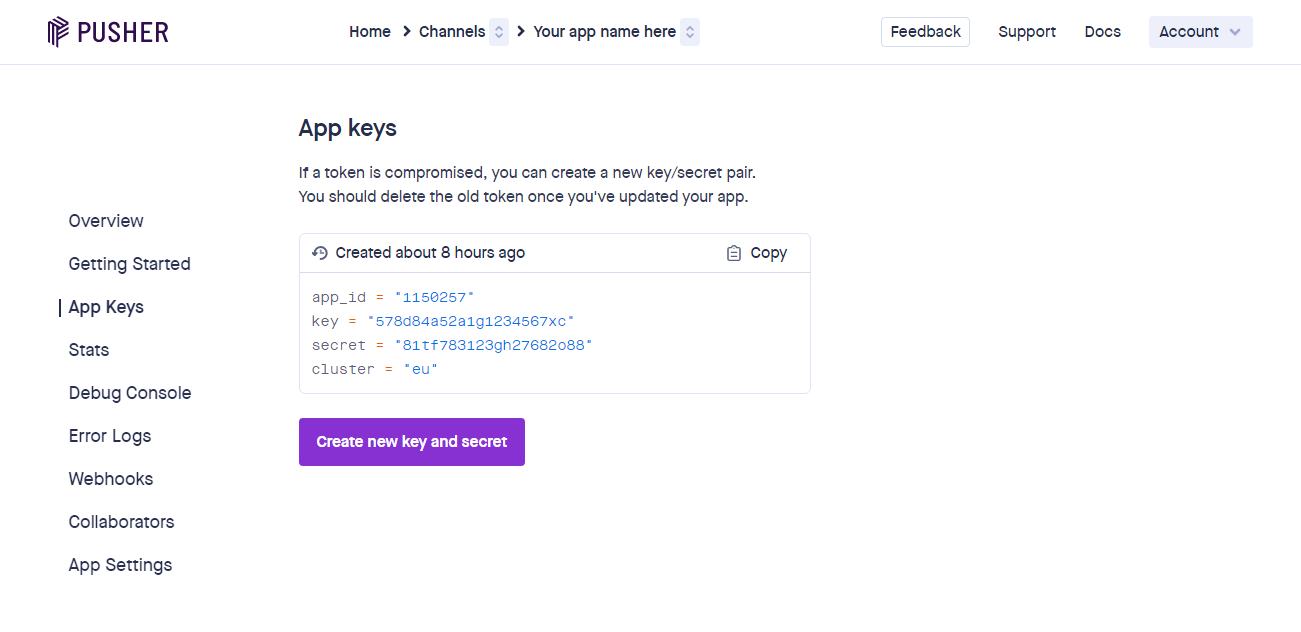 PUSHER
Home Channels Your app name here
Feedback Support Docs Account
App keys
If a token is compromised, you can create a new key/secret pair.
You should delete the old token once you've updated your app.
Created about 8 hours ago Copy
app_id = "1150257"
key = "578d84a52a1g1234567xc"
secret = "81tf783123gh27682o88"
cluster = "eu"
Create new key and secret
Overview
Getting Started
App Keys
Stats
Debug Console
Error Logs
Webhooks
Collaborators
App Settings